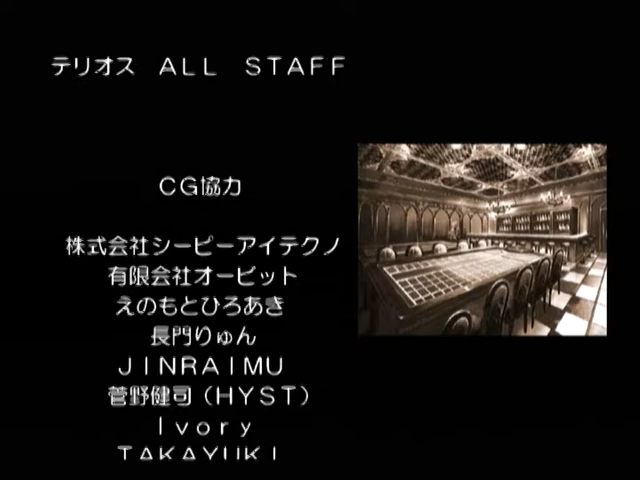 テリオス ALL STAFF
CG協力
株式会社シーピーアイテクノ
有限会社オービット
えのもとひろあき
長門りゅん
JINRAIMU
菅野健司（HYST）
Ivory
TAKAYUKI